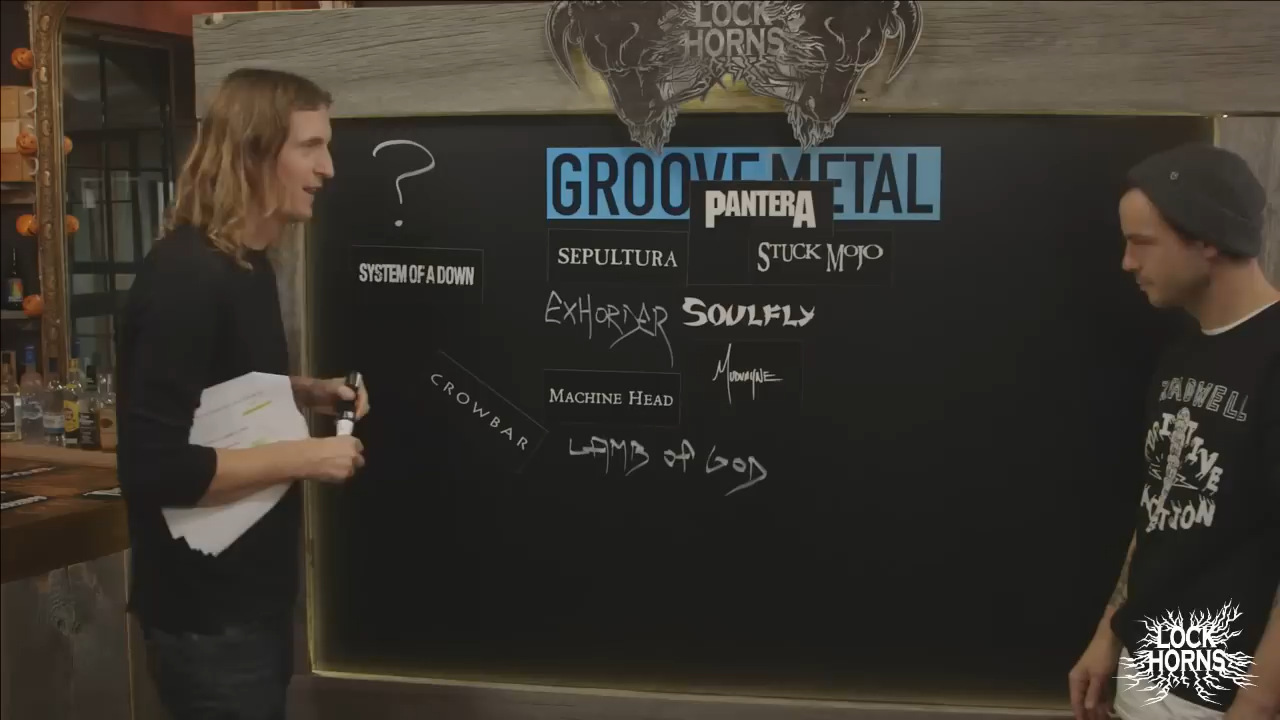 LOCK
HORNS
?
GROOVE METAL
PANTERA
SEPULTURA
STUCK MOJO
SYSTEM OF A DOWN
EXHORDER
SOULFLY
MUDVAYNE
CROWBAR
MACHINE HEAD
LAMB OF GOD
ACTION
LOCK
HORNS